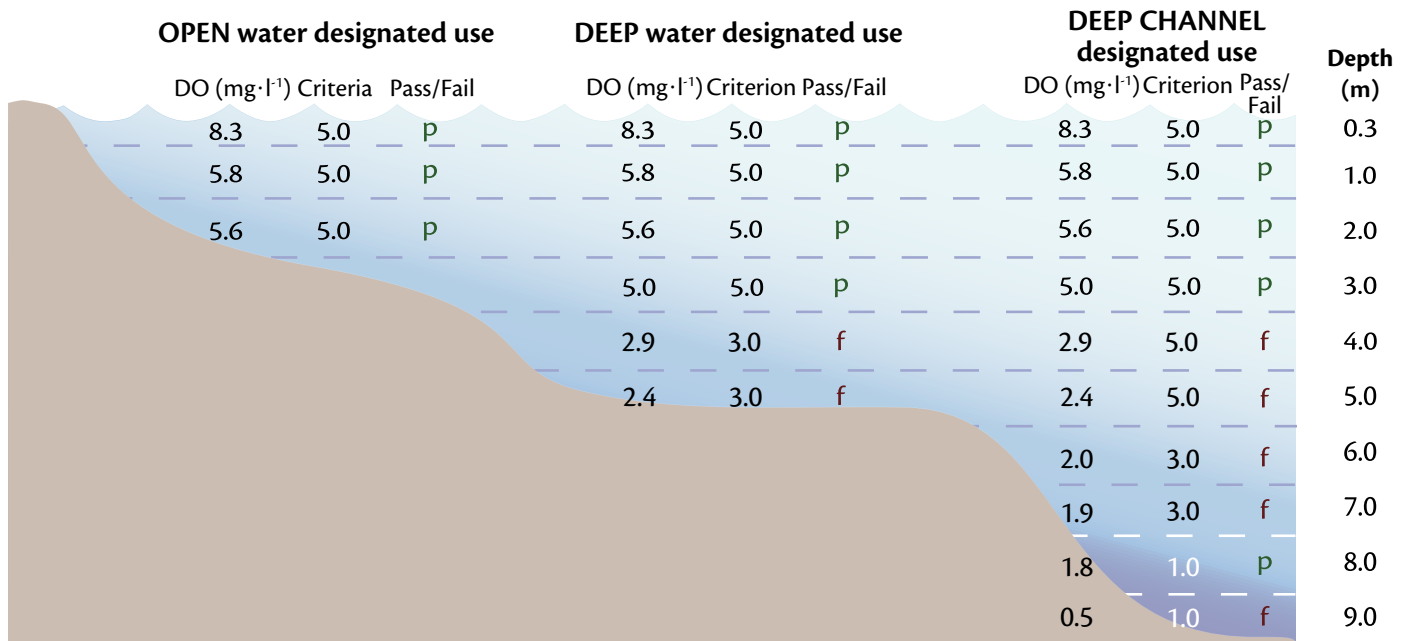 OPEN water designated use DEEP water designated use DEEP CHANNEL designated use Depth (m)
DO (mg·l⁻¹) Criteria Pass/Fail DO (mg·l⁻¹) Criterion Pass/Fail DO (mg·l⁻¹) Criterion Pass/Fail
8.3 5.0 p 8.3 5.0 p 8.3 5.0 p 0.3
5.8 5.0 p 5.8 5.0 p 5.8 5.0 p 1.0
5.6 5.0 p 5.6 5.0 p 5.6 5.0 p 2.0
5.0 5.0 p 5.0 5.0 p 3.0
2.9 3.0 f 2.9 5.0 f 4.0
2.4 3.0 f 2.4 5.0 f 5.0
2.0 3.0 f 6.0
1.9 3.0 f 7.0
1.8 1.0 p 8.0
0.5 1.0 f 9.0